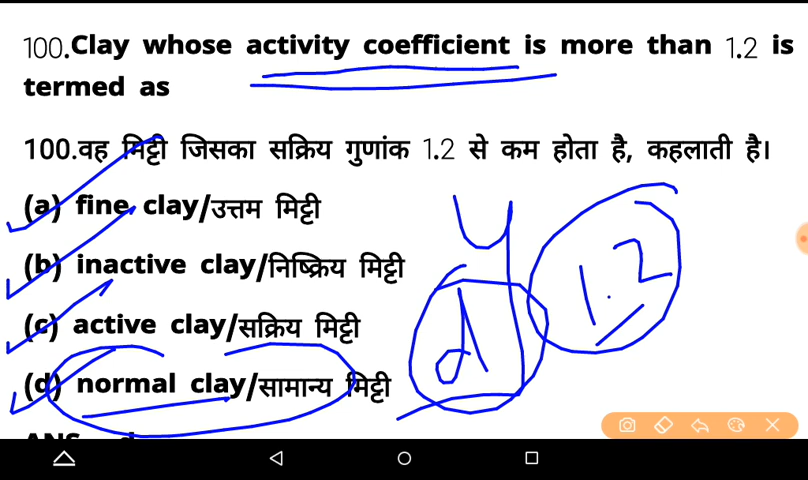 100.Clay whose activity coefficient is more than 1.2 is
termed as
100.वह मिट्टी जिसका सक्रिय गुणांक 1.2 से कम होता है, कहलाती है।
(a) fine clay/उत्तम मिट्टी
(b) inactive clay/निष्क्रिय मिट्टी
(c) active clay/सक्रिय मिट्टी
(d) normal clay/सामान्य मिट्टी
d 1.2